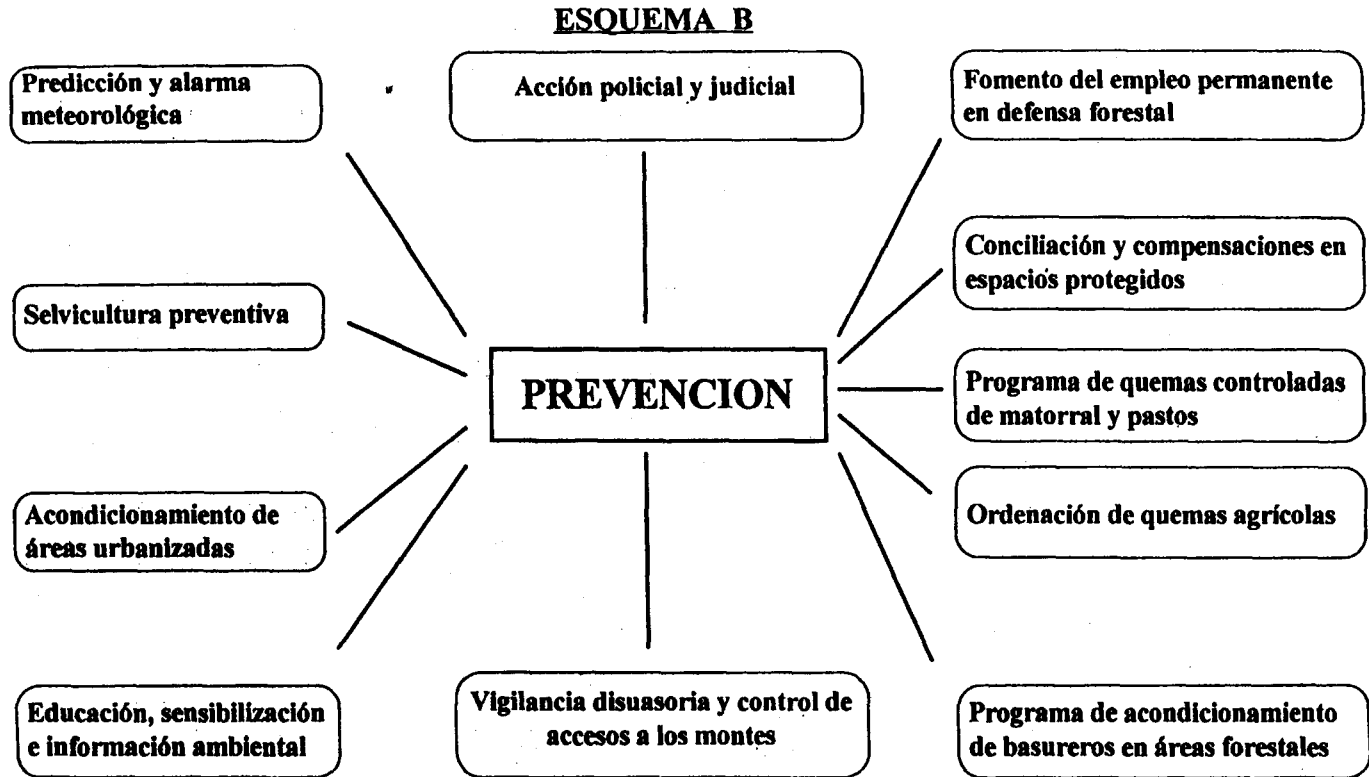 ESQUEMA B
Predicción y alarma
meteorológica
Acción policial y judicial
Fomento del empleo permanente
en defensa forestal
Conciliación y compensaciones en
espacios protegidos
Selvicultura preventiva
PREVENCION
Programa de quemas controladas
de matorral y pastos
Acondicionamiento de
áreas urbanizadas
Ordenación de quemas agrícolas
Educación, sensibilización
e información ambiental
Vigilancia disuasoria y control de
accesos a los montes
Programa de acondicionamiento
de basureros en áreas forestales